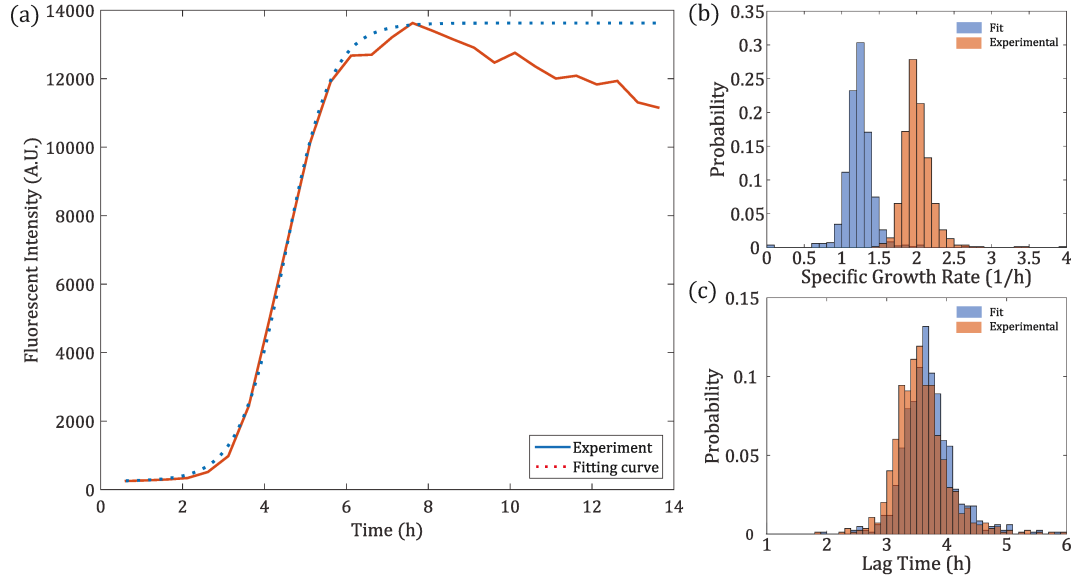 (a)
Fluorescent Intensity (A.U.)
14000
12000
10000
8000
6000
4000
2000
0
0 2 4 6 8 10 12 14
Time (h)
Experiment
Fitting curve
(b)
Probability
0.35
0.3
0.25
0.2
0.15
0.1
0.05
0
0 0.5 1 1.5 2 2.5 3 3.5 4
Specific Growth Rate (1/h)
Fit
Experimental
(c)
Probability
0.15
0.1
0.05
0
1 2 3 4 5 6
Lag Time (h)
Fit
Experimental